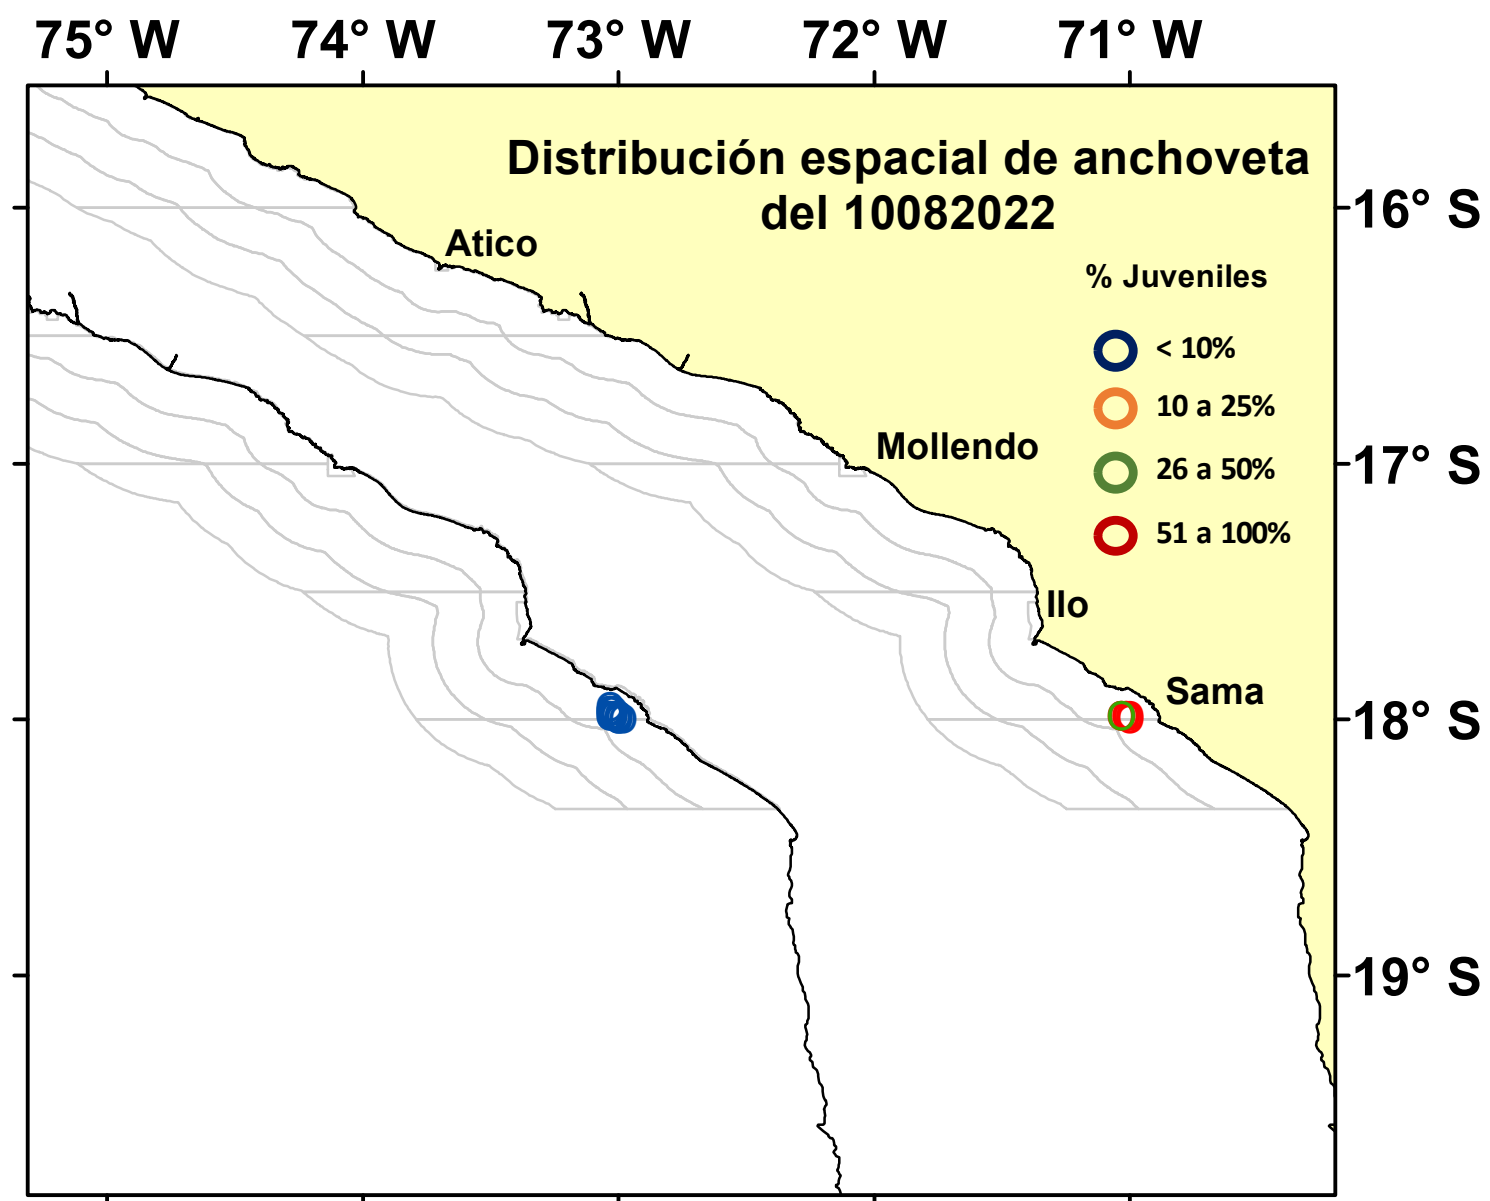 75° W 74° W 73° W 72° W 71° W
Distribución espacial de anchoveta
del 10082022
16° S
Atico
% Juveniles
< 10%
10 a 25%
Mollendo
26 a 50%
17° S
51 a 100%
Ilo
Sama
18° S
19° S